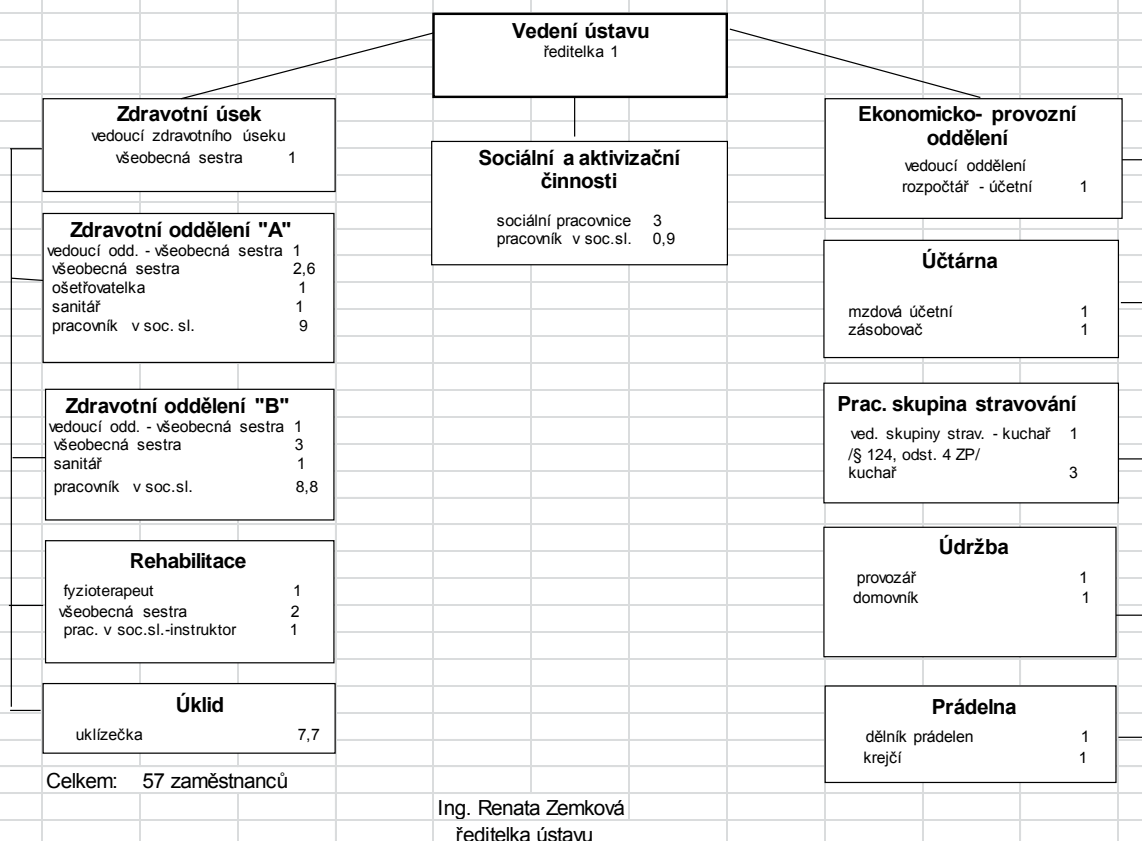 Vedení ústavu
ředitelka 1
Zdravotní úsek
vedoucí zdravotního úseku
všeobecná sestra 1
Zdravotní oddělení "A"
vedoucí odd. - všeobecná sestra 1
všeobecná sestra 2,6
ošetřovatelka 1
sanitář 1
pracovník v soc. sl. 9
Zdravotní oddělení "B"
vedoucí odd. - všeobecná sestra 1
všeobecná sestra 3
sanitář 1
pracovník v soc.sl. 8,8
Rehabilitace
fyzioterapeut 1
všeobecná sestra 2
prac. v soc.sl.-instruktor 1
Úklid
uklízečka 7,7
Celkem: 57 zaměstnanců
Sociální a aktivizační
činnosti
sociální pracovnice 3
pracovník v soc.sl. 0,9
Ekonomicko- provozní
oddělení
vedoucí oddělení
rozpočtář - účetní 1
Účtárna
mzdová účetní 1
zásobovač 1
Prac. skupina stravování
ved. skupiny strav. - kuchař 1
/§ 124, odst. 4 ZP/
kuchař 3
Údržba
provozář 1
domovník 1
Prádelna
dělník prádelen 1
krejčí 1
Ing. Renata Zemková
ředitelka ústavu